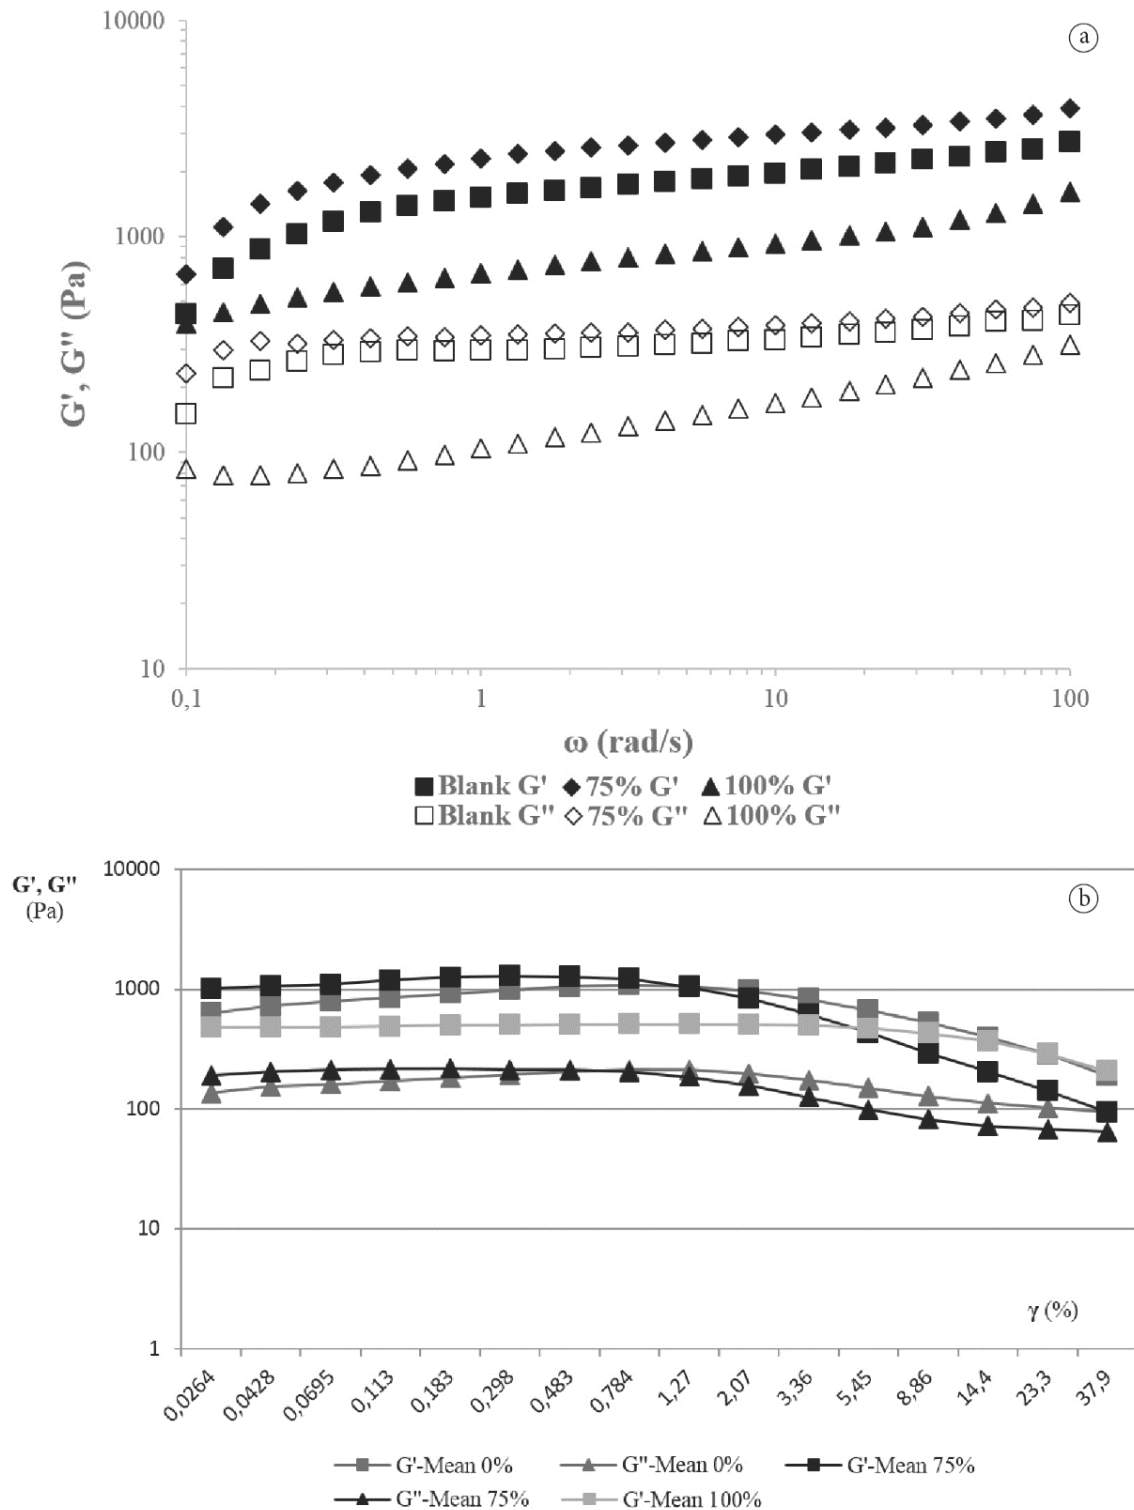 10000
ⓐ
1000
G', G'' (Pa)
100
10
0,1 1 10 100
ω (rad/s)
Blank G' 75% G' 100% G'
Blank G'' 75% G'' 100% G''
10000
G', G''
(Pa)
ⓑ
1000
100
10
γ (%)
1
0,0264 0,0428 0,0695 0,113 0,183 0,298 0,483 0,784 1,27 2,07 3,36 5,45 8,86 14,4 23,3 37,9
G'-Mean 0% G''-Mean 0% G'-Mean 75%
G''-Mean 75% G'-Mean 100%